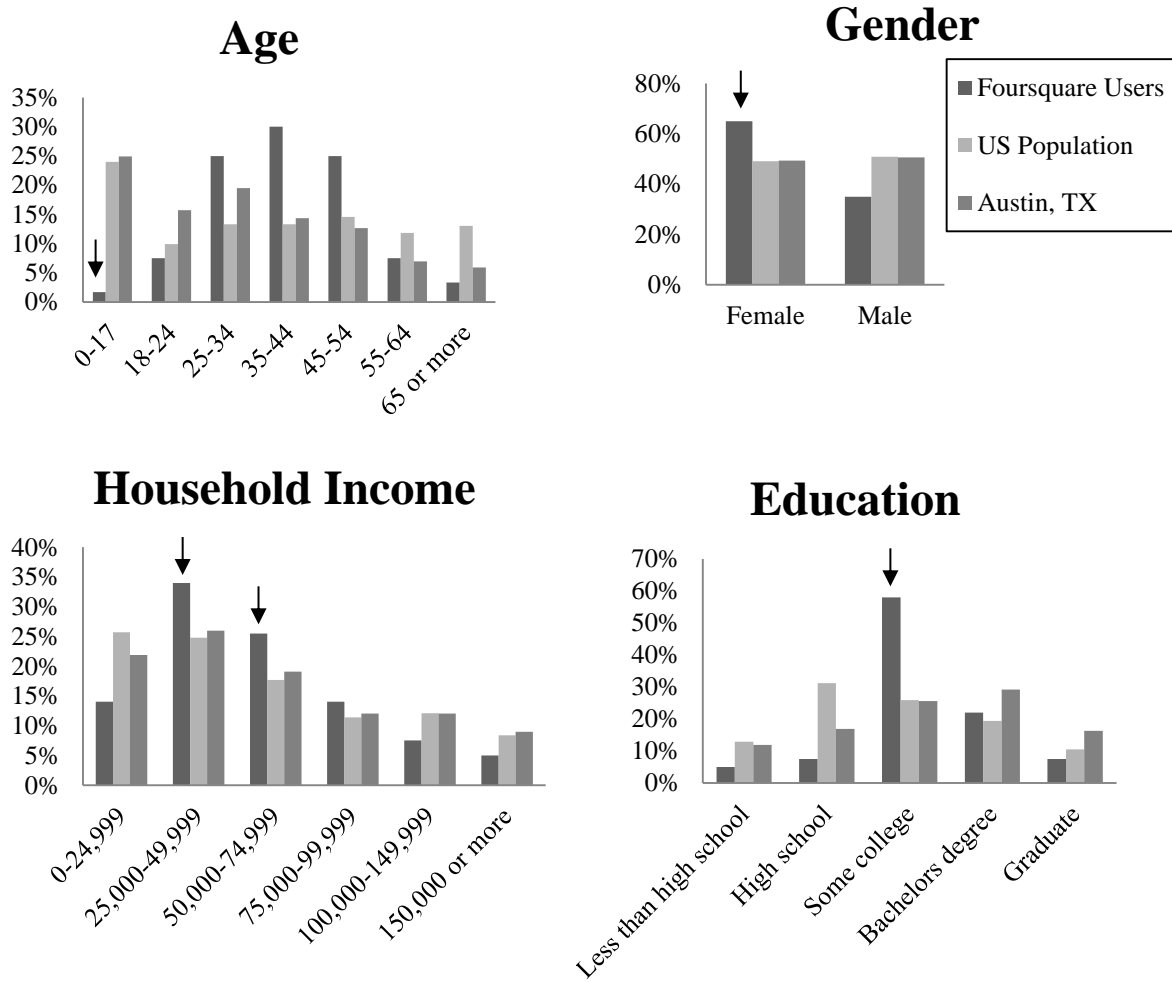 Age
35%
30%
25%
20%
15%
10%
5%
0%
0-17
18-24
25-34
35-44
45-54
55-64
65 or more
Gender
80%
60%
40%
20%
0%
Female
Male
Foursquare Users
US Population
Austin, TX
Household Income
40%
35%
30%
25%
20%
15%
10%
5%
0%
0-24,999
25,000-49,999
50,000-74,999
75,000-99,999
100,000-149,999
150,000 or more
Education
70%
60%
50%
40%
30%
20%
10%
0%
Less than high school
High school
Some college
Bachelors degree
Graduate